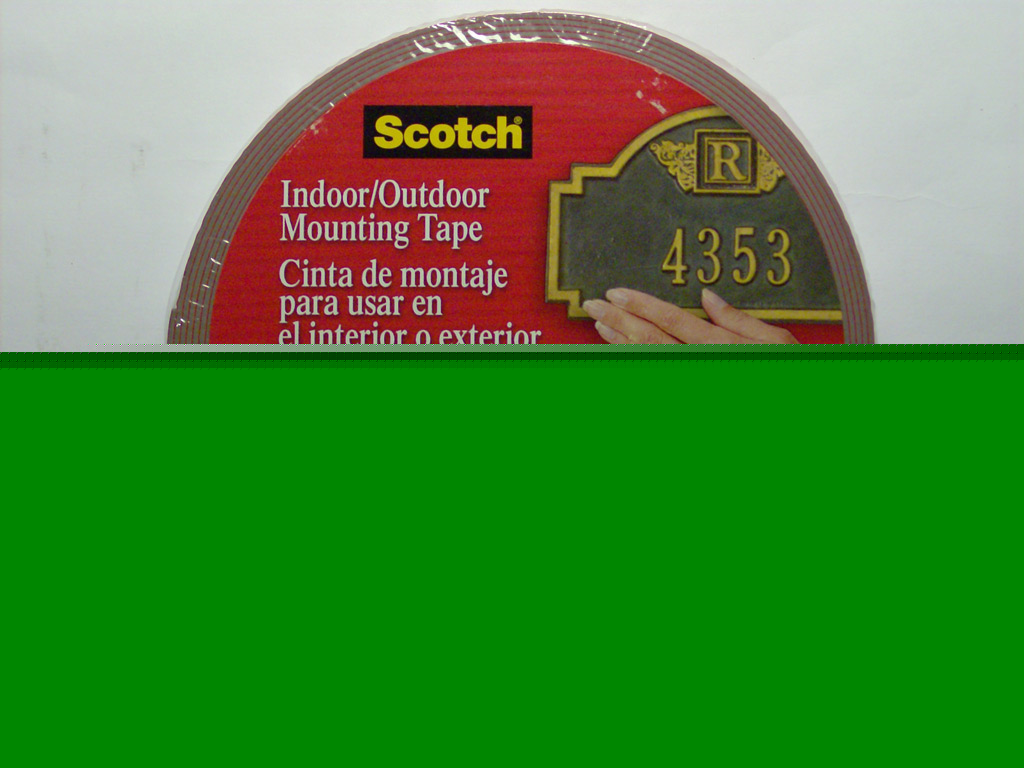 Scotch®
Indoor/Outdoor
Mounting Tape
Cinta de montaje
para usar en
el interior o exterior
R
4353